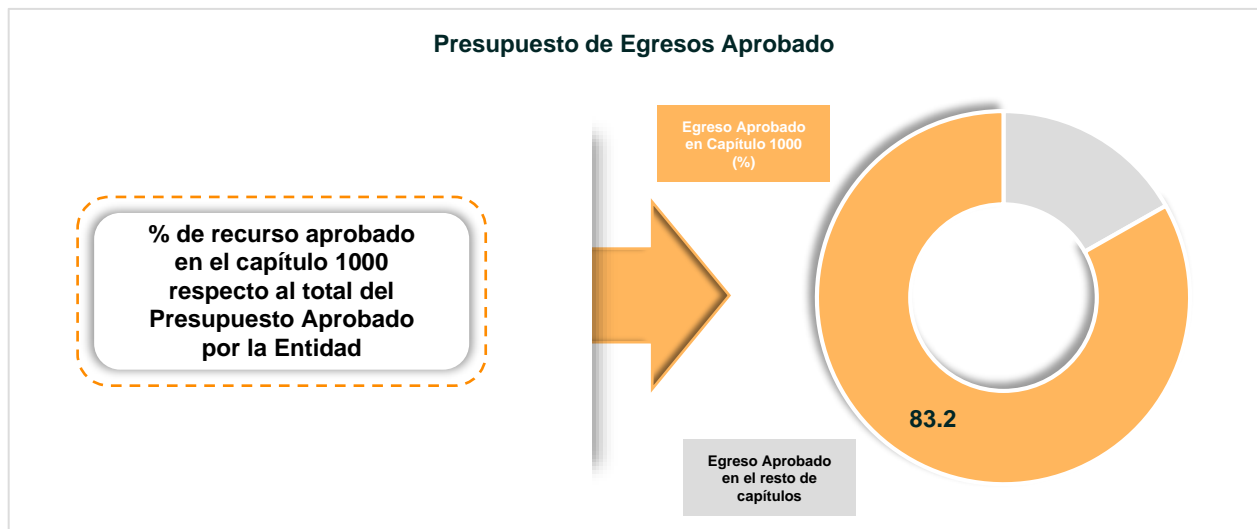 Presupuesto de Egresos Aprobado
% de recurso aprobado
en el capítulo 1000
respecto al total del
Presupuesto Aprobado
por la Entidad
Egreso Aprobado
en Capítulo 1000
(%)
83.2
Egreso Aprobado
en el resto de
capítulos